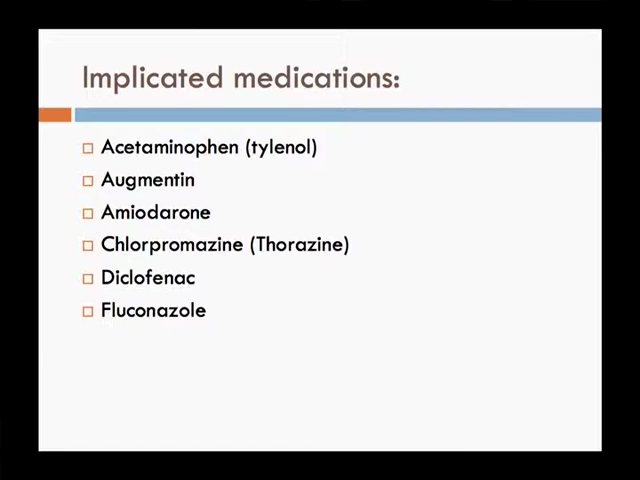 Implicated medications:
Acetaminophen (tylenol)
Augmentin
Amiodarone
Chlorpromazine (Thorazine)
Diclofenac
Fluconazole